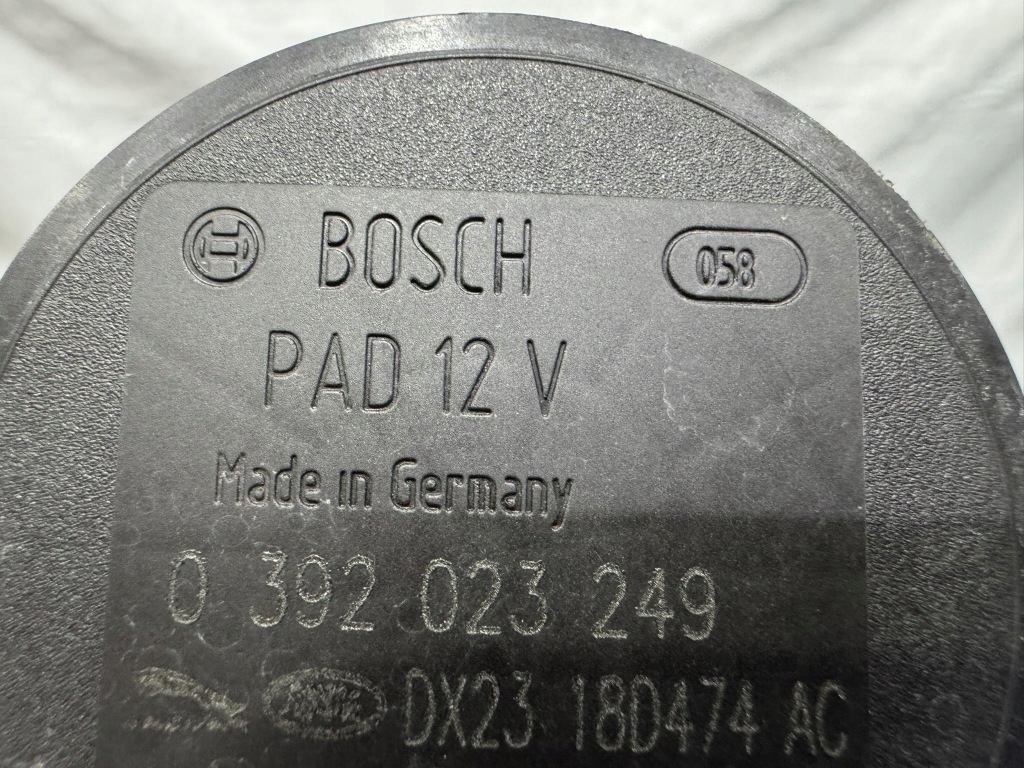 BOSCH 058
PAD 12 V
Made in Germany
0 392 023 249
DX23 18D474 AC